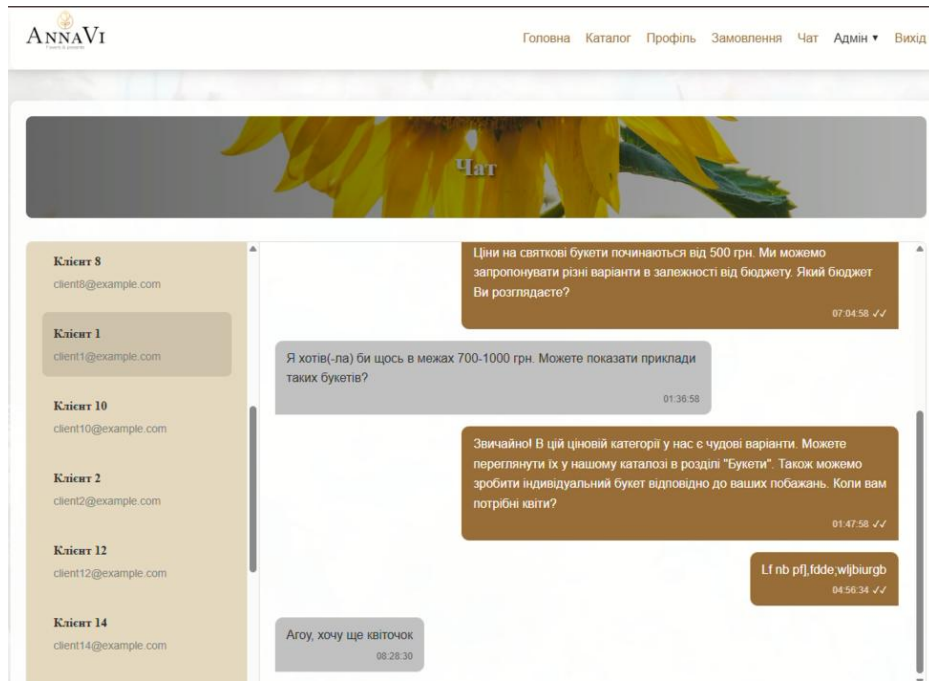 ANNAVI
Головна Каталог Профіль Замовлення Чат Адмін ▾ Вихід
Чат
Клієнт 8
client8@example.com
Клієнт 1
client1@example.com
Клієнт 10
client10@example.com
Клієнт 2
client2@example.com
Клієнт 12
client12@example.com
Клієнт 14
client14@example.com
Ціни на святкові букети починаються від 500 грн. Ми можемо
запропонувати різні варіанти в залежності від бюджету. Який бюджет
Ви розглядаєте?
07:04:58 ✓✓
Я хотів(-ла) би щось в межах 700-1000 грн. Можете показати приклади
таких букетів?
01:36:58
Звичайно! В цій ціновій категорії у нас є чудові варіанти. Можете
переглянути їх у нашому каталозі в розділі "Букети". Також можемо
зробити індивідуальний букет відповідно до ваших побажань. Коли вам
потрібні квіти?
01:47:58 ✓✓
Lf nb pf],fdde;wljbiurgb
04:56:34 ✓✓
Агоу, хочу ще квіточок
08:28:30